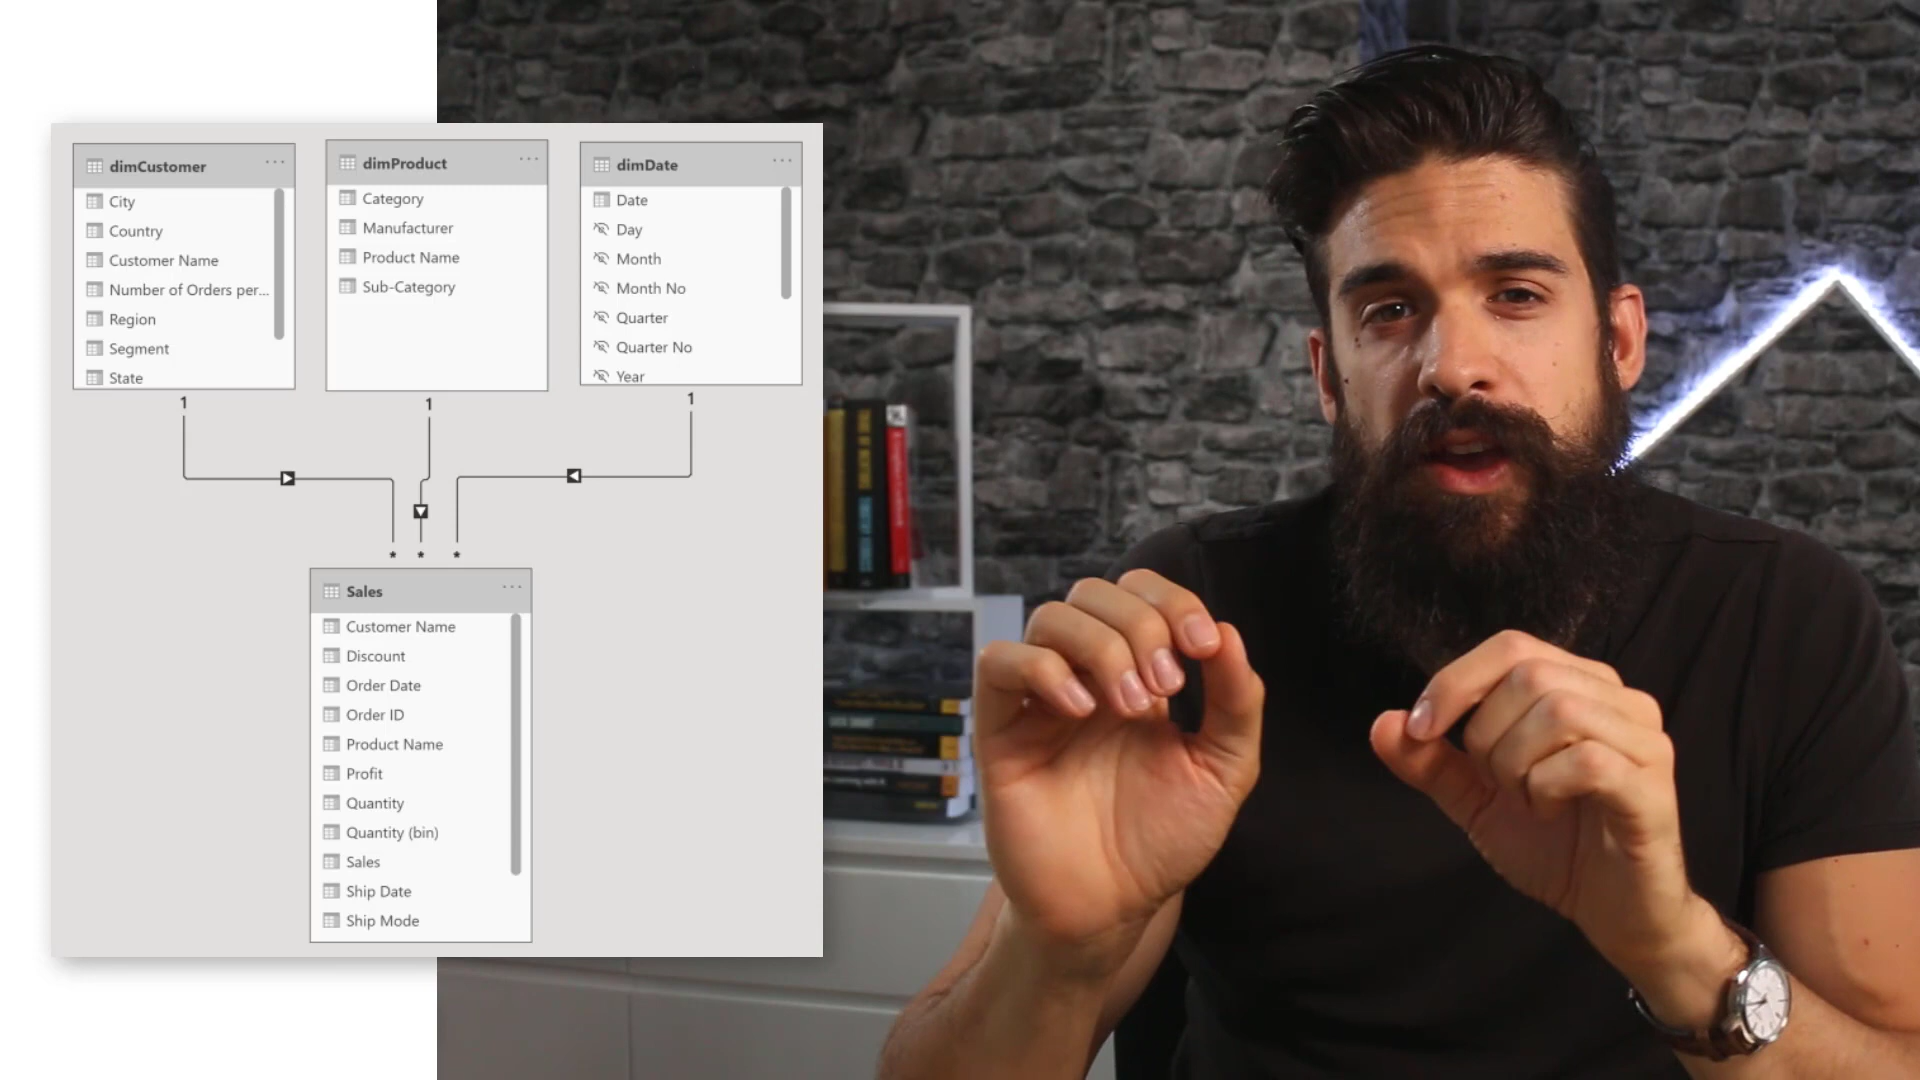 dimCustomer ...
City
Country
Customer Name
Number of Orders per...
Region
Segment
State
dimProduct ...
Category
Manufacturer
Product Name
Sub-Category
dimDate ...
Date
Day
Month
Month No
Quarter
Quarter No
Year
1
1
1
* * *
Sales ...
Customer Name
Discount
Order Date
Order ID
Product Name
Profit
Quantity
Quantity (bin)
Sales
Ship Date
Ship Mode